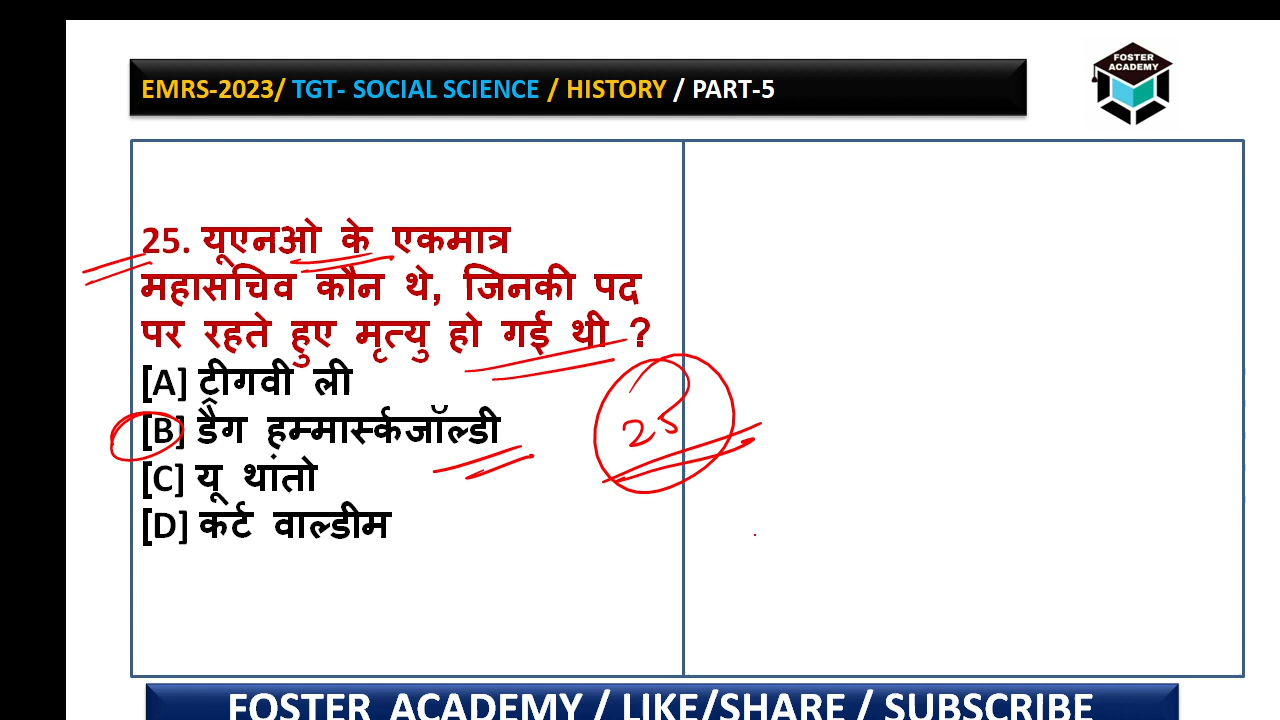 FOSTER
ACADEMY
EMRS-2023/ TGT- SOCIAL SCIENCE / HISTORY / PART-5
25. यूएनओ के एकमात्र
महासचिव कौन थे, जिनकी पद
पर रहते हुए मृत्यु हो गई थी ?
[A] ट्रीगवी ली
[B] डैग हम्मार्स्कजॉल्डी
[C] यू थांतो
[D] कर्ट वाल्डीम
25
FOSTER ACADEMY / LIKE/SHARE / SUBSCRIBE